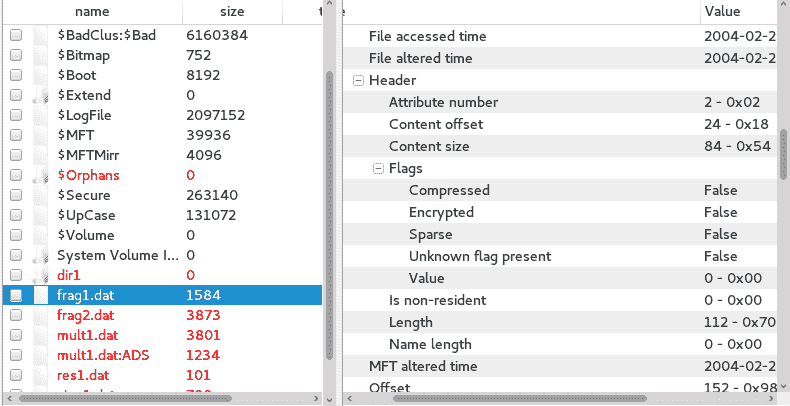 name size
$BadClus:$Bad 6160384
$Bitmap 752
$Boot 8192
$Extend 0
$LogFile 2097152
$MFT 39936
$MFTMirr 4096
$Orphans 0
$Secure 263140
$UpCase 131072
$Volume 0
System Volume I... 0
dir1 0
frag1.dat 1584
frag2.dat 3873
mult1.dat 3801
mult1.dat:ADS 1234
res1.dat 101
Value
File accessed time 2004-02-2
File altered time 2004-02-2
Header
Attribute number 2 - 0x02
Content offset 24 - 0x18
Content size 84 - 0x54
Flags
Compressed False
Encrypted False
Sparse False
Unknown flag present False
Value 0 - 0x00
Is non-resident 0 - 0x00
Length 112 - 0x70
Name length 0 - 0x00
MFT altered time 2004-02-2
Offset 152 - 0x98